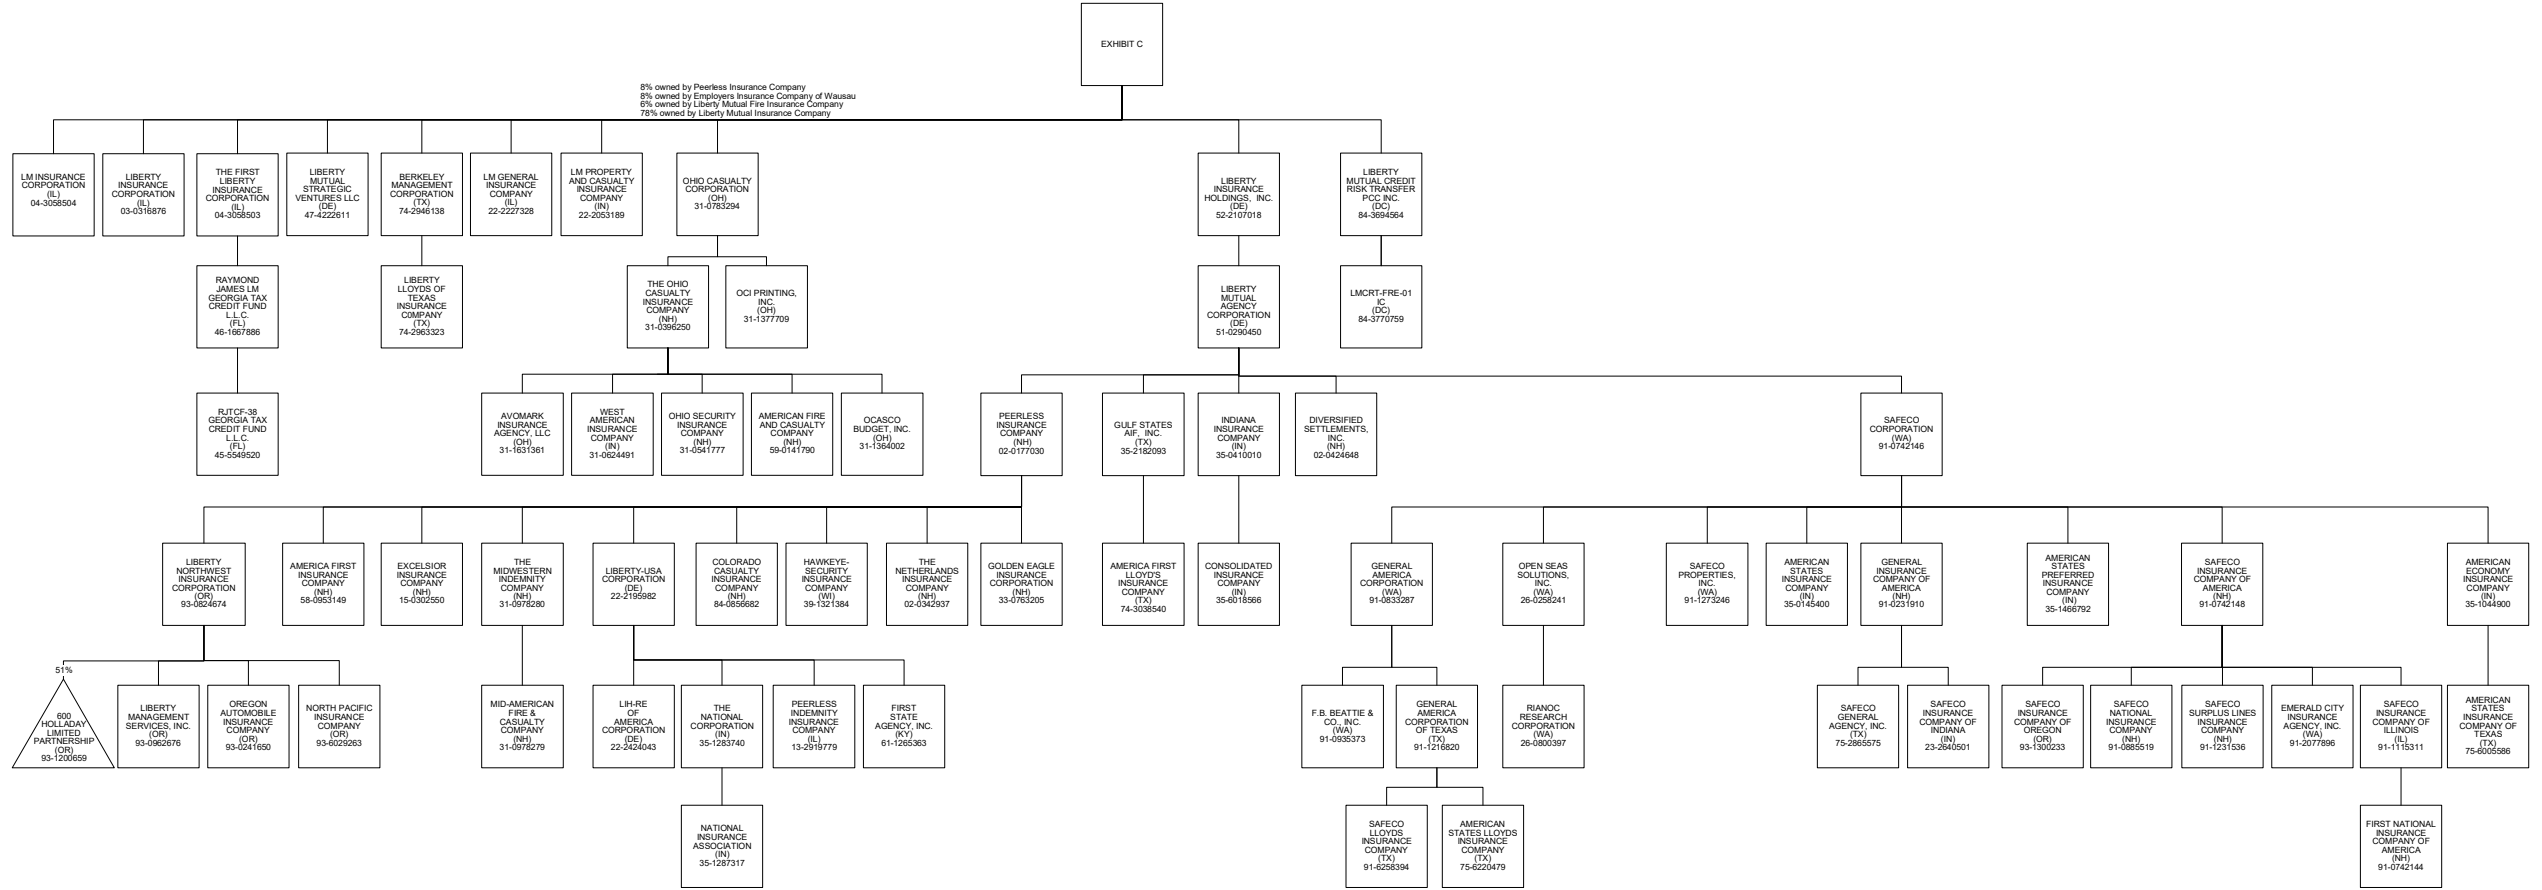 EXHIBIT C
8% owned by Peerless Insurance Company
8% owned by Employers Insurance Company of Wausau
6% owned by Liberty Mutual Fire Insurance Company
78% owned by Liberty Mutual Insurance Company
LM INSURANCE
CORPORATION
(IL)
04-3058504
LIBERTY
INSURANCE
CORPORATION
(IL)
03-0316876
THE FIRST
LIBERTY
INSURANCE
CORPORATION
(IL)
04-3058503
LIBERTY
MUTUAL
STRATEGIC
VENTURES LLC
(DE)
47-4222611
BERKELEY
MANAGEMENT
CORPORATION
(TX)
74-2946138
LM GENERAL
INSURANCE
COMPANY
(IL)
22-2227328
LM PROPERTY
AND CASUALTY
INSURANCE
COMPANY
(IN)
22-2053189
OHIO CASUALTY
CORPORATION
(OH)
31-0783294
LIBERTY
INSURANCE
HOLDINGS, INC.
(DE)
52-2107018
LIBERTY
MUTUAL CREDIT
RISK TRANSFER
PCC INC.
(DC)
84-3694564
RAYMOND
JAMES LM
GEORGIA TAX
CREDIT FUND
L.L.C.
(FL)
46-1667886
LIBERTY
LLOYDS OF
TEXAS
INSURANCE
C0MPANY
(TX)
74-2963323
THE OHIO
CASUALTY
INSURANCE
COMPANY
(NH)
31-0396250
OCI PRINTING,
INC.
(OH)
31-1377709
LIBERTY
MUTUAL
AGENCY
CORPORATION
(DE)
51-0290450
LMCRT-FRE-01
IC
(DC)
84-3770759
RJTCF-38
GEORGIA TAX
CREDIT FUND
L.L.C.
(FL)
45-5549520
AVOMARK
INSURANCE
AGENCY, LLC
(OH)
31-1631361
WEST
AMERICAN
INSURANCE
COMPANY
(IN)
31-0624491
OHIO SECURITY
INSURANCE
COMPANY
(NH)
31-0541777
AMERICAN FIRE
AND CASUALTY
COMPANY
(NH)
59-0141790
OCASCO
BUDGET, INC.
(OH)
31-1364002
PEERLESS
INSURANCE
COMPANY
(NH)
02-0177030
GULF STATES
AIF, INC.
(TX)
35-2182093
INDIANA
INSURANCE
COMPANY
(IN)
35-0410010
DIVERSIFIED
SETTLEMENTS,
INC.
(NH)
02-0424648
SAFECO
CORPORATION
(WA)
91-0742146
LIBERTY
NORTHWEST
INSURANCE
CORPORATION
(OR)
93-0824674
AMERICA FIRST
INSURANCE
COMPANY
(NH)
58-0953149
EXCELSIOR
INSURANCE
COMPANY
(NH)
15-0302550
THE
MIDWESTERN
INDEMNITY
COMPANY
(NH)
31-0978280
LIBERTY-USA
CORPORATION
(DE)
22-2195982
COLORADO
CASUALTY
INSURANCE
COMPANY
(NH)
84-0856682
HAWKEYE-
SECURITY
INSURANCE
COMPANY
(WI)
39-1321384
THE
NETHERLANDS
INSURANCE
COMPANY
(NH)
02-0342937
GOLDEN EAGLE
INSURANCE
CORPORATION
(NH)
33-0763205
AMERICA FIRST
LLOYD'S
INSURANCE
COMPANY
(TX)
74-3038540
CONSOLIDATED
INSURANCE
COMPANY
(IN)
35-6018566
GENERAL
AMERICA
CORPORATION
(WA)
91-0833287
OPEN SEAS
SOLUTIONS,
INC.
(WA)
26-0258241
SAFECO
PROPERTIES,
INC.
(WA)
91-1273246
AMERICAN
STATES
INSURANCE
COMPANY
(IN)
35-0145400
GENERAL
INSURANCE
COMPANY OF
AMERICA
(NH)
91-0231910
AMERICAN
STATES
PREFERRED
INSURANCE
COMPANY
(IN)
35-1466792
SAFECO
INSURANCE
COMPANY OF
AMERICA
(NH)
91-0742148
AMERICAN
ECONOMY
INSURANCE
COMPANY
(IN)
35-1044900
51%
600
HOLLADAY
LIMITED
PARTNERSHIP
(OR)
93-1200659
LIBERTY
MANAGEMENT
SERVICES, INC.
(OR)
93-0962676
OREGON
AUTOMOBILE
INSURANCE
COMPANY
(OR)
93-0241650
NORTH PACIFIC
INSURANCE
COMPANY
(OR)
93-6029263
MID-AMERICAN
FIRE &
CASUALTY
COMPANY
(NH)
31-0978279
LIH-RE
OF
AMERICA
CORPORATION
(DE)
22-2424043
THE
NATIONAL
CORPORATION
(IN)
35-1283740
PEERLESS
INDEMNITY
INSURANCE
COMPANY
(IL)
13-2919779
FIRST
STATE
AGENCY, INC.
(KY)
61-1265363
F.B. BEATTIE &
CO., INC.
(WA)
91-0935373
GENERAL
AMERICA
CORPORATION
OF TEXAS
(TX)
91-1216820
RIANOC
RESEARCH
CORPORATION
(WA)
26-0800397
SAFECO
GENERAL
AGENCY, INC.
(TX)
75-2865575
SAFECO
INSURANCE
COMPANY OF
INDIANA
(IN)
23-2640501
SAFECO
INSURANCE
COMPANY OF
OREGON
(OR)
93-1300233
SAFECO
NATIONAL
INSURANCE
COMPANY
(NH)
91-0885519
SAFECO
SURPLUS LINES
INSURANCE
COMPANY
(NH)
91-1231536
EMERALD CITY
INSURANCE
AGENCY, INC.
(WA)
91-2077896
SAFECO
INSURANCE
COMPANY OF
ILLINOIS
(IL)
91-1115311
AMERICAN
STATES
INSURANCE
COMPANY OF
TEXAS
(TX)
75-6005586
NATIONAL
INSURANCE
ASSOCIATION
(IN)
35-1287317
SAFECO
LLOYDS
INSURANCE
COMPANY
(TX)
91-6258394
AMERICAN
STATES LLOYDS
INSURANCE
COMPANY
(TX)
75-6220479
FIRST NATIONAL
INSURANCE
COMPANY OF
AMERICA
(NH)
91-0742144